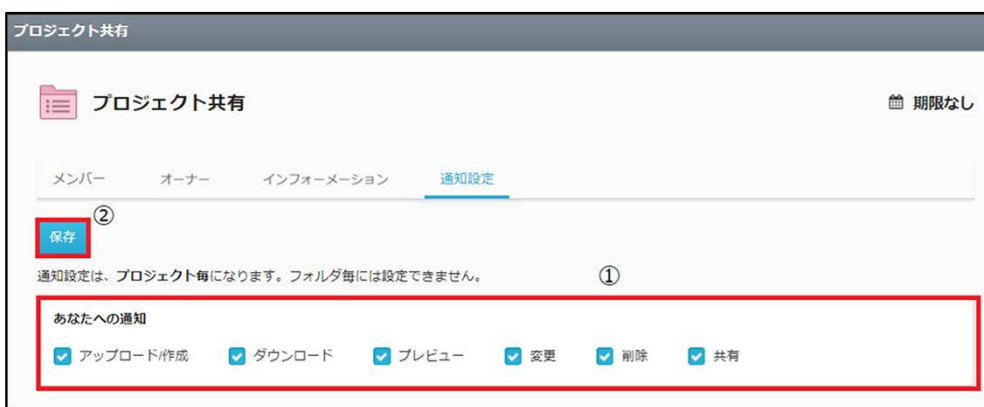 プロジェクト共有
プロジェクト共有
期限なし
メンバー オーナー インフォーメーション 通知設定
②
保存
通知設定は、プロジェクト毎になります。フォルダ毎には設定できません。 ①
あなたへの通知
アップロード/作成 ダウンロード プレビュー 変更 削除 共有